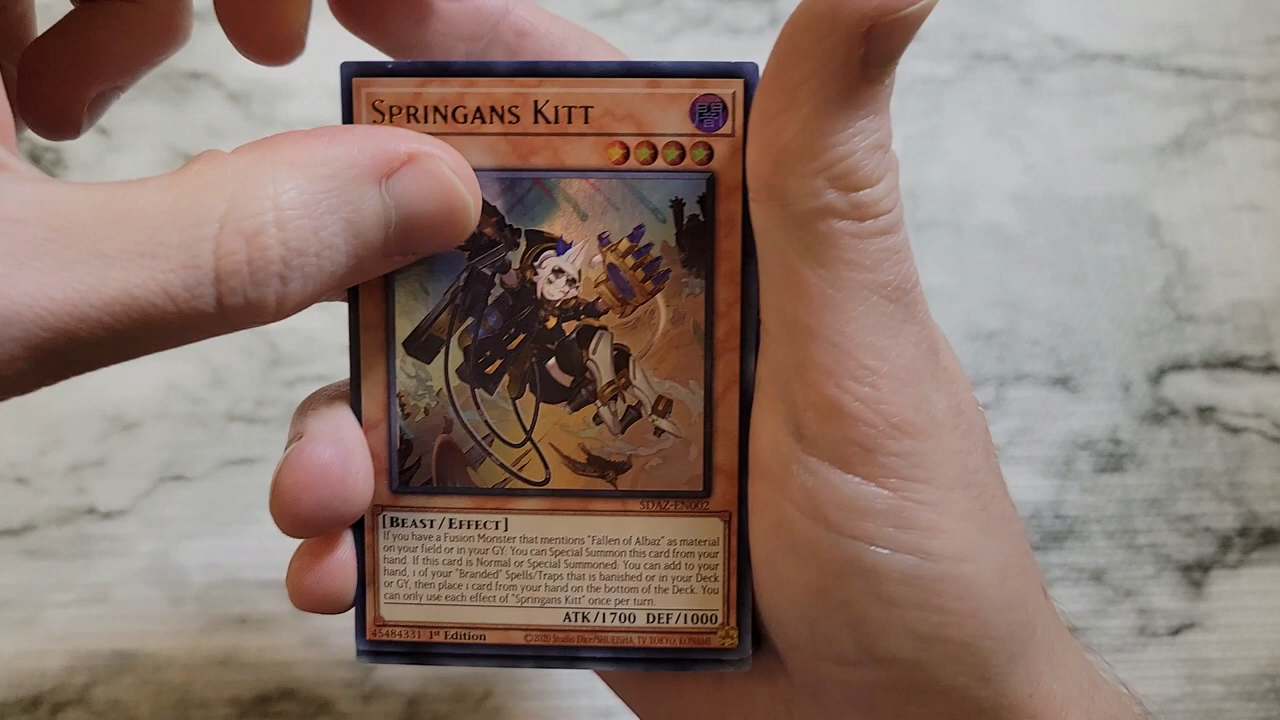 SPRINGANS KITT
闇
SDAZ-EN002
[BEAST/EFFECT]
If you have a Fusion Monster that mentions "Fallen of Albaz" as material
on your field or in your GY: You can Special Summon this card from your
hand. If this card is Normal or Special Summoned: You can add to your
hand, 1 of your "Branded" Spells/Traps that is banished or in your Deck
or GY, then place 1 card from your hand on the bottom of the Deck. You
can only use each effect of "Springans Kitt" once per turn.
ATK/1700 DEF/1000
45484331 1st Edition ©2020 Studio Dice/SHUEISHA, TV TOKYO, KONAMI